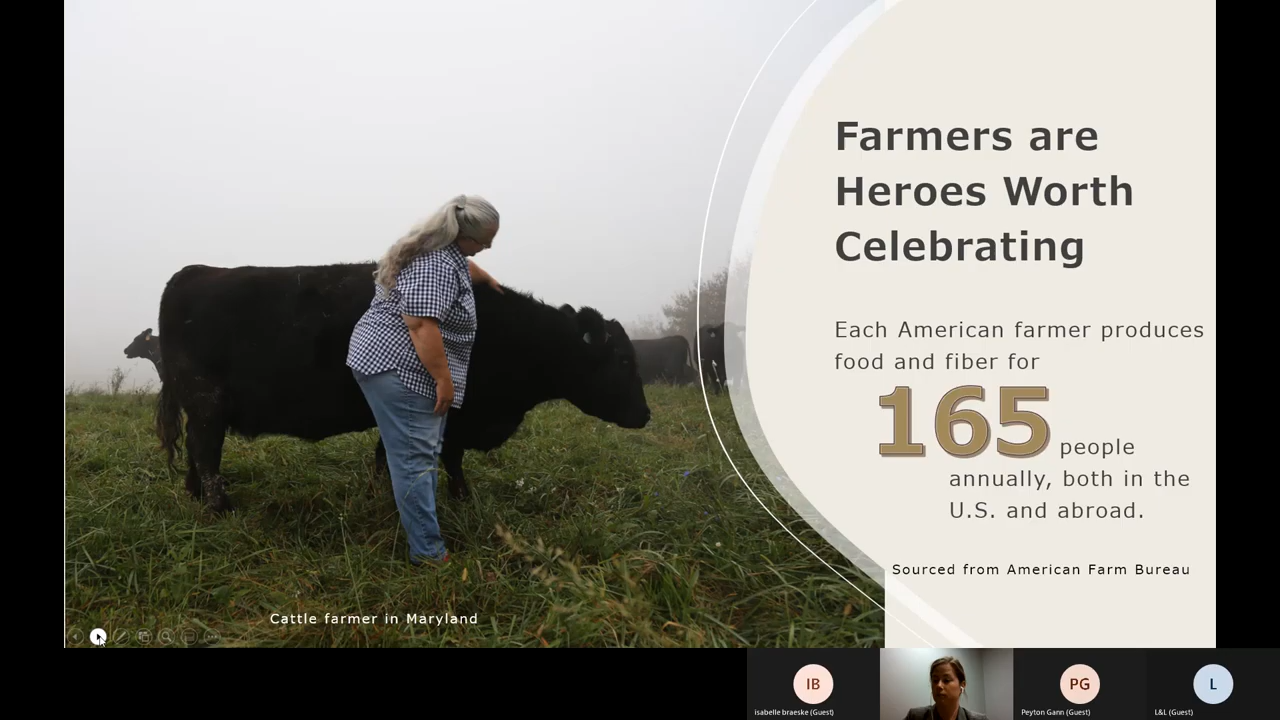 Farmers are
Heroes Worth
Celebrating
Each American farmer produces
food and fiber for
165 people
annually, both in the
U.S. and abroad.
Sourced from American Farm Bureau
Cattle farmer in Maryland
IB
PG
L
isabelle braeske (Guest)
Peyton Gann (Guest)
L&L (Guest)